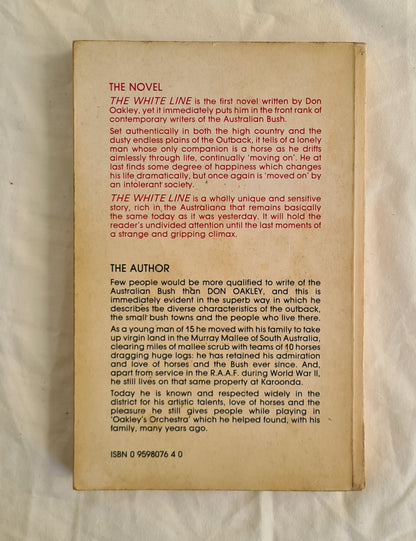 THE NOVEL
THE WHITE LINE is the first novel written by Don
Oakley, yet it immediately puts him in the front rank of
contemporary writers of the Australian Bush.
Set authentically in both the high country and the
dusty endless plains of the Outback, it tells of a lonely
man whose only companion is a horse as he drifts
aimlessly through life, continually 'moving on'. He at
last finds some degree of happiness which changes
his life dramatically, but once again is 'moved on' by
an intolerant society.
THE WHITE LINE is a wholly unique and sensitive
story, rich in the Australiana that remains basically
the same today as it was yesterday. It will hold the
reader's undivided attention until the last moments of
a strange and gripping climax.
THE AUTHOR
Few people would be more qualified to write of the
Australian Bush than DON OAKLEY, and this is
immediately evident in the superb way in which he
describes the diverse characteristics of the outback,
the small bush towns and the people who live there.
As a young man of 15 he moved with his family to take
up virgin land in the Murray Mallee of South Australia,
clearing miles of mallee scrub with teams of 10 horses
dragging huge logs: he has retained his admiration
and love of horses and the Bush ever since. And,
apart from service in the R.A.A.F. during World War II,
he still lives on that same property at Karoonda.
Today he is known and respected widely in the
district for his artistic talents, love of horses and the
pleasure he still gives people while playing in
'Oakley's Orchestra' which he helped found, with his
family, many years ago.
ISBN 0 9598076 4 0